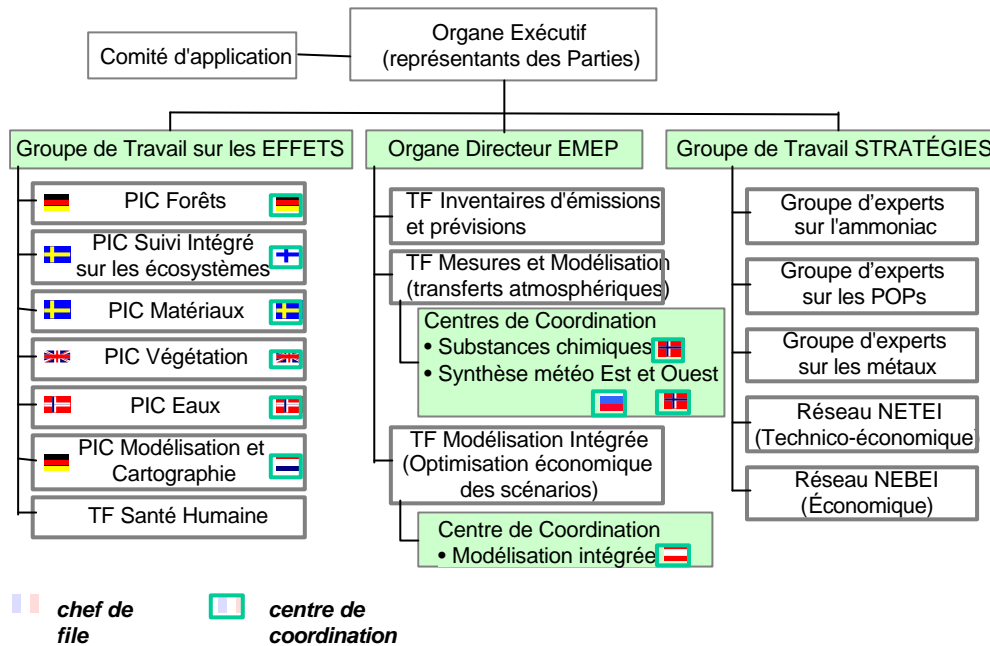 Organe Exécutif
(représentants des Parties)
Comité d'application
Groupe de Travail sur les EFFETS
PIC Forêts
PIC Suivi Intégré
sur les écosystèmes
PIC Matériaux
PIC Végétation
PIC Eaux
PIC Modélisation et
Cartographie
TF Santé Humaine
Organe Directeur EMEP
TF Inventaires d'émissions
et prévisions
TF Mesures et Modélisation
(transferts atmosphériques)
Centres de Coordination
• Substances chimiques
• Synthèse météo Est et Ouest
TF Modélisation Intégrée
(Optimisation économique
des scénarios)
Centre de Coordination
• Modélisation intégrée
Groupe de Travail STRATÉGIES
Groupe d'experts
sur l'ammoniac
Groupe d’experts
sur les POPs
Groupe d'experts
sur les métaux
Réseau NETEI
(Technico-économique)
Réseau NEBEI
(Économique)
chef de
file
centre de
coordination